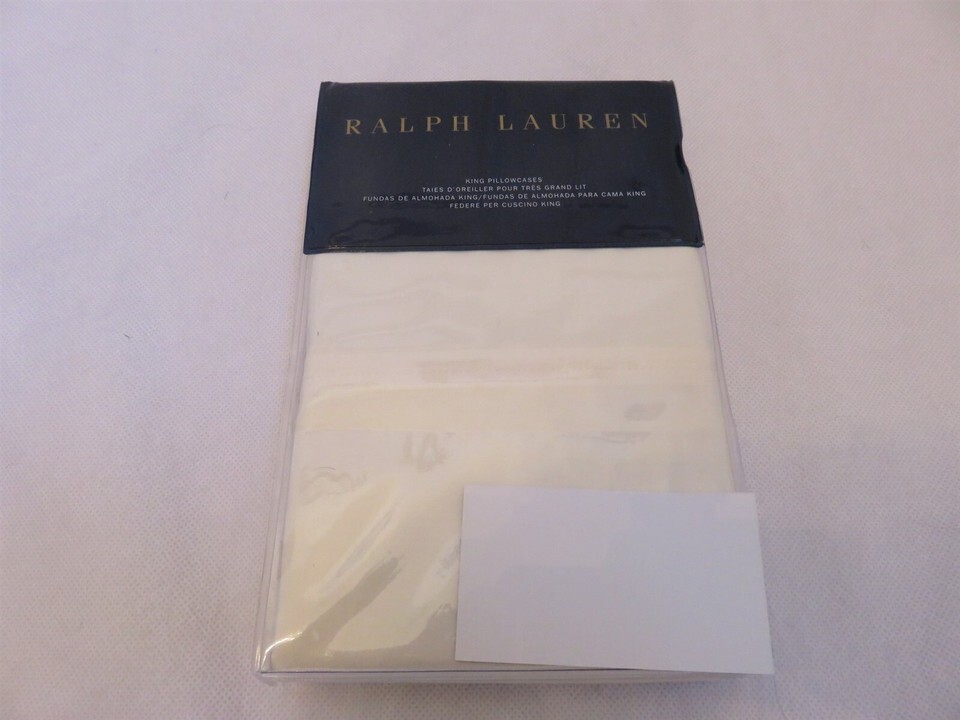 RALPH LAUREN
KING PILLOWCASES
TAIES D'OREILLER POUR TRÈS GRAND LIT
FUNDAS DE ALMOHADA KING/FUNDAS DE ALMOHADA PARA CAMA KING
FEDERE PER CUSCINO KING